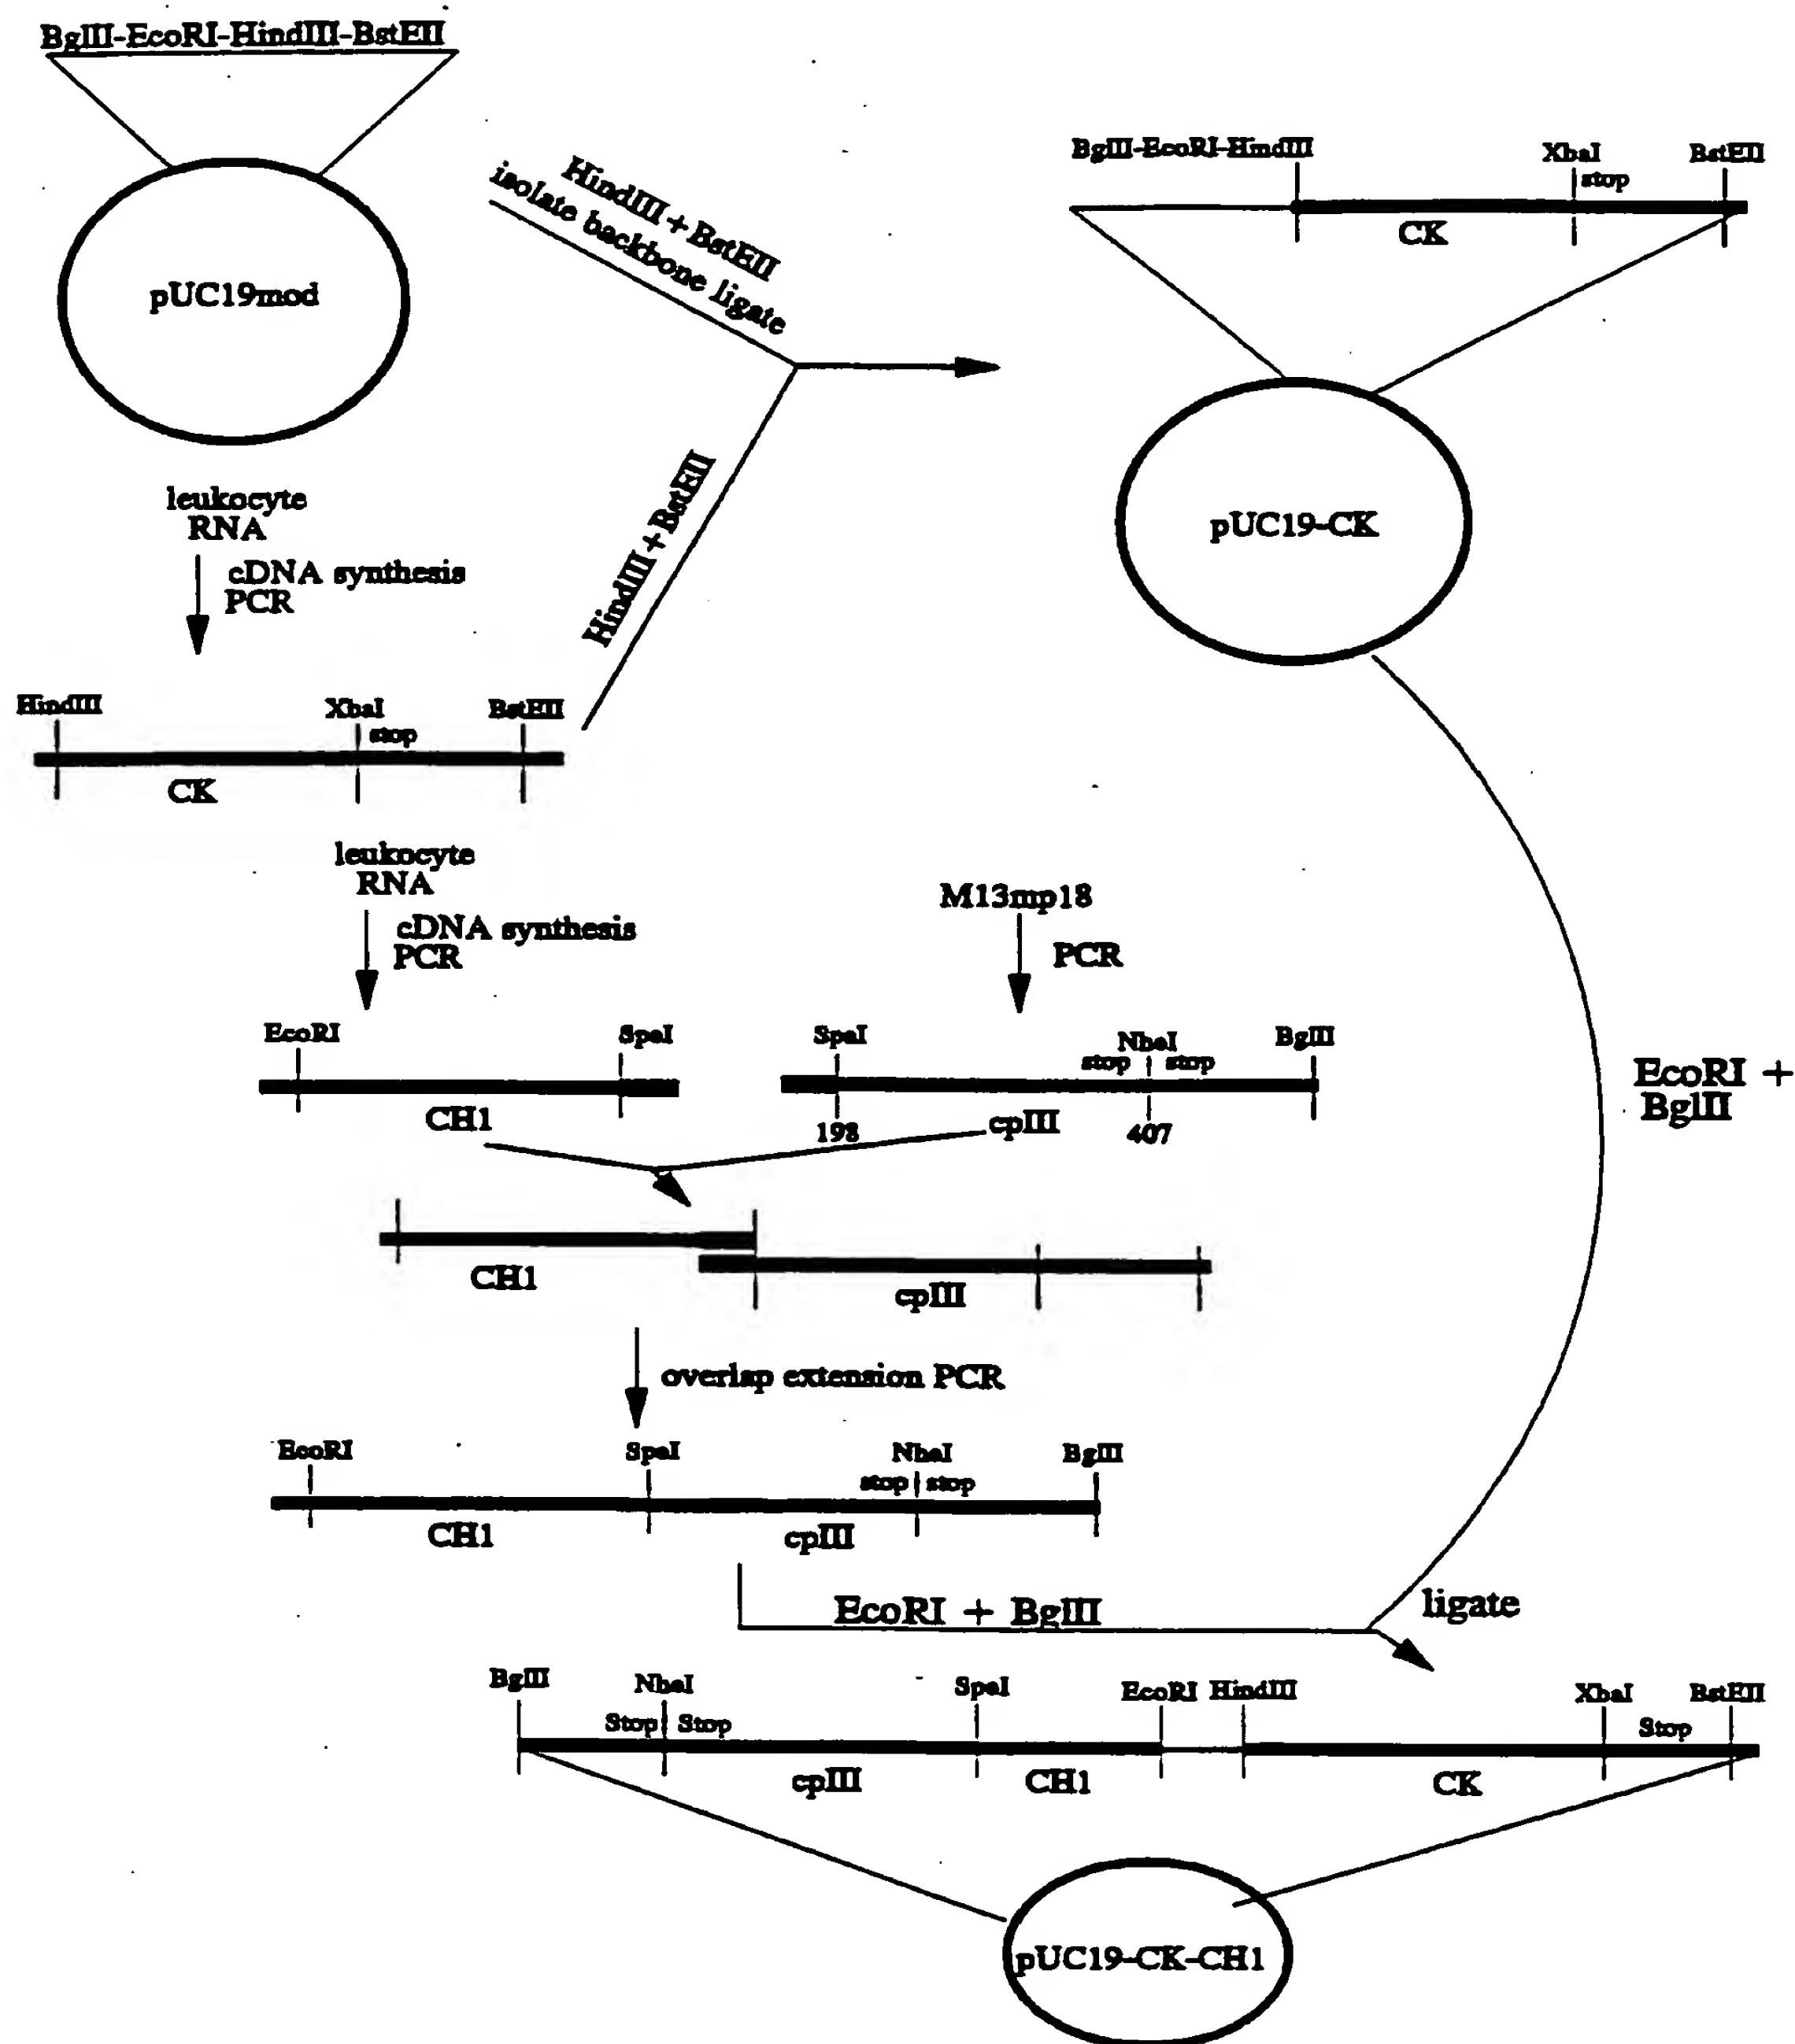 BglII-EcoRI-HindIII-BstEII
pUC19mod
HindIII + BstEII
isolate backbone ligate
BglII-EcoRI-HindIII
XbaI
BstEII
stop
CK
pUC19-CK
leukocyte
RNA
cDNA synthesis
PCR
HindIII + BstEII
HindIII
XbaI
BstEII
stop
CK
leukocyte
RNA
cDNA synthesis
PCR
M13mp18
PCR
EcoRI
SpeI
SpeI
NheI
BglII
stop
stop
CH1
198
cpIII
407
EcoRI +
BglII
CH1
cpIII
overlap extension PCR
EcoRI
SpeI
NheI
BglII
stop
stop
CH1
cpIII
EcoRI + BglII
ligate
BglII
NheI
SpeI
EcoRI
HindIII
XbaI
BstEII
Stop
Stop
Stop
cpIII
CH1
CK
pUC19-CK-CH1